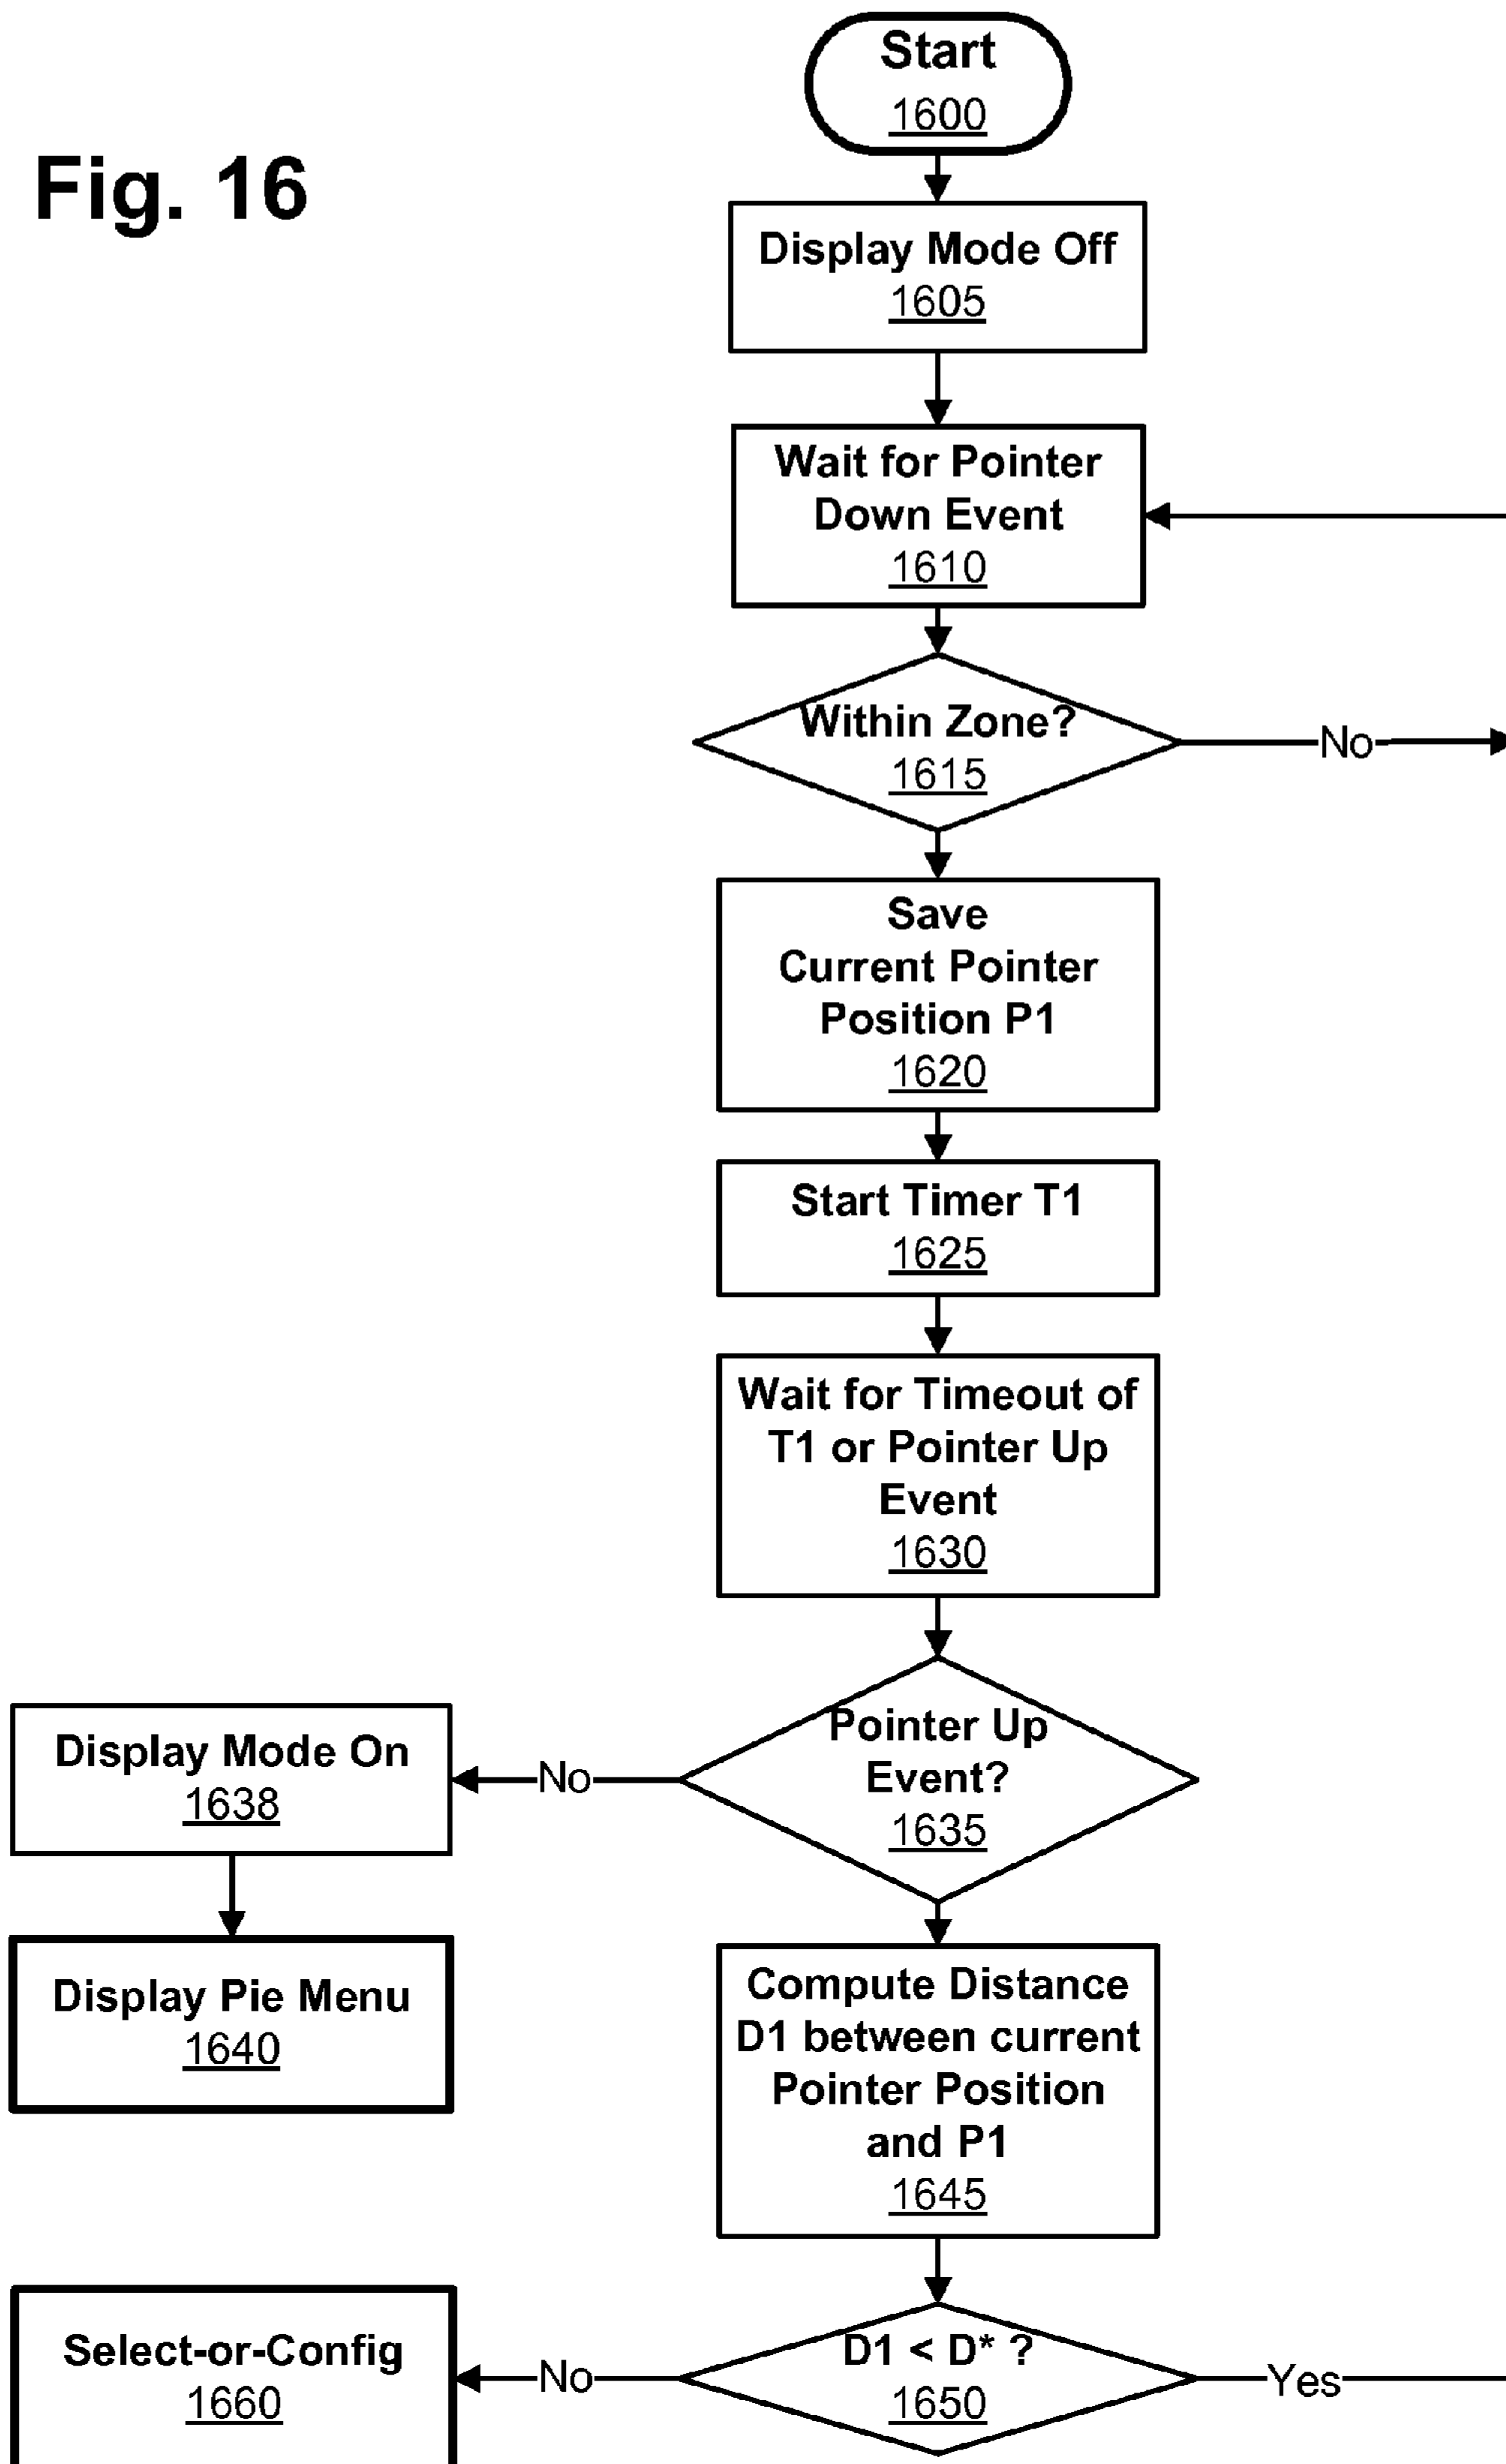 Fig. 16
Start
1600
Display Mode Off
1605
Wait for Pointer
Down Event
1610
Within Zone?
1615
No
Save
Current Pointer
Position P1
1620
Start Timer T1
1625
Wait for Timeout of
T1 or Pointer Up
Event
1630
Pointer Up
Event?
1635
No
Display Mode On
1638
Display Pie Menu
1640
Compute Distance
D1 between current
Pointer Position
and P1
1645
D1 < D* ?
1650
No
Yes
Select-or-Config
1660